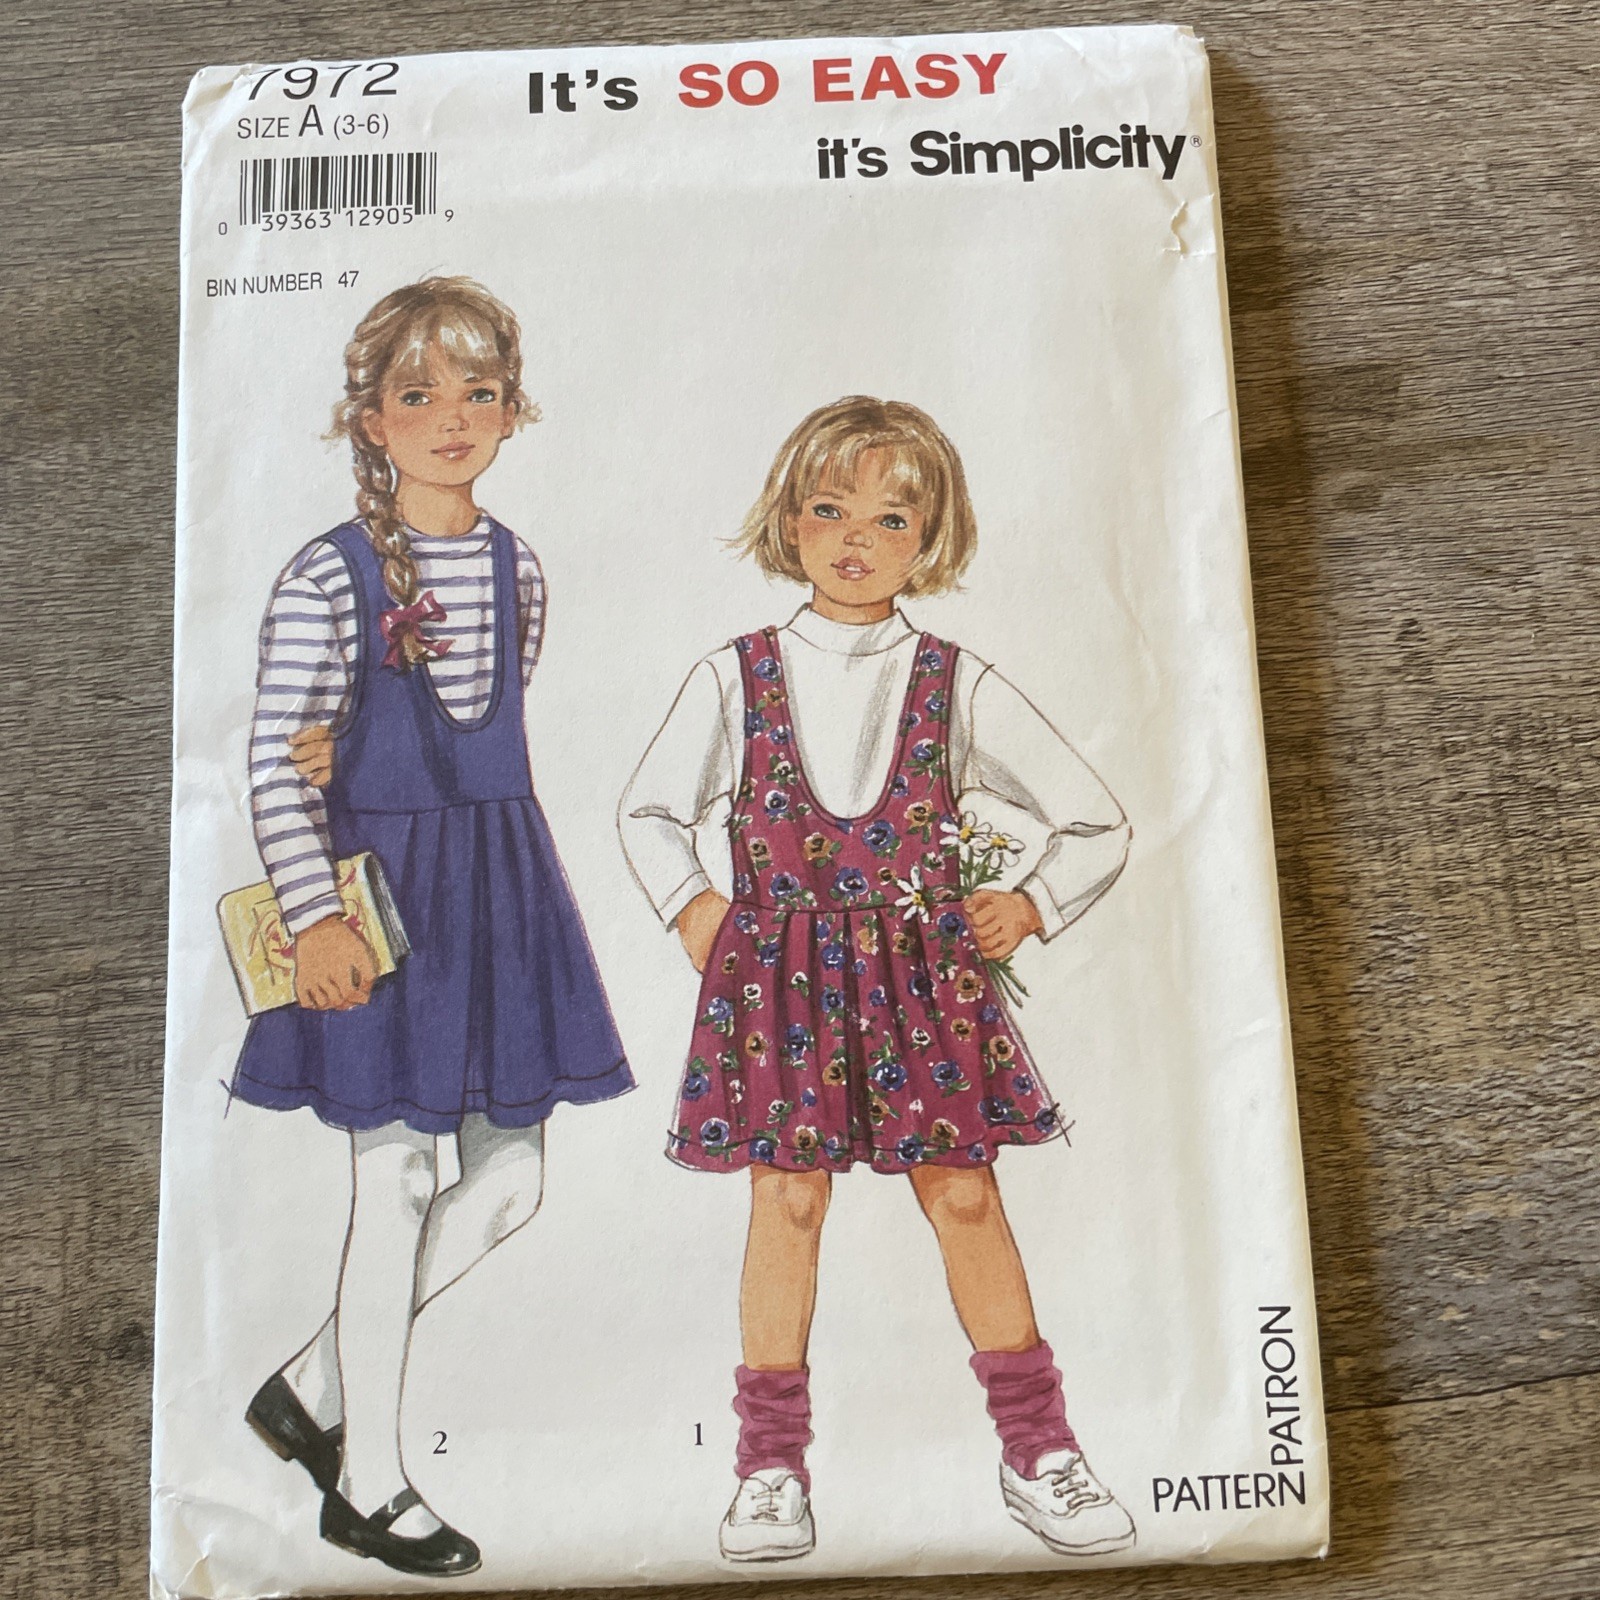 7972
SIZE A (3-6)
It's SO EASY
it's Simplicity®
0 39363 12905 9
BIN NUMBER 47
2
1
PATTERN
PATRON